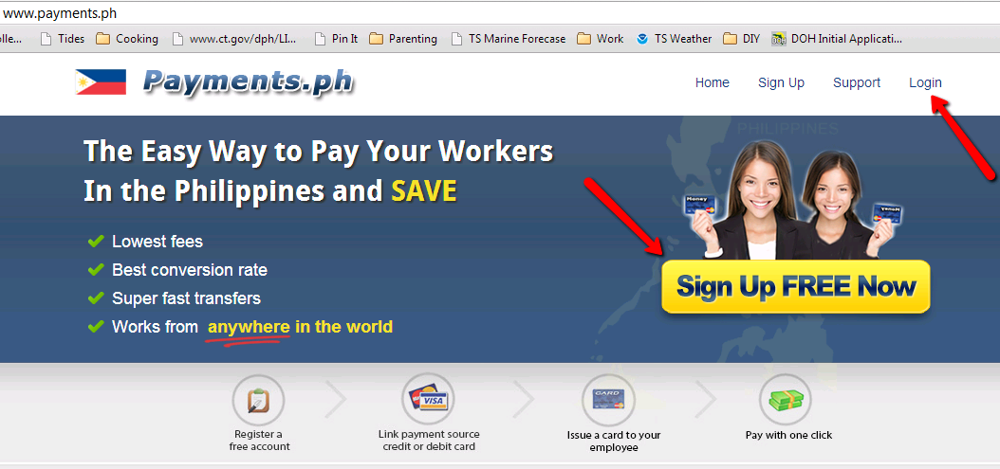 www.payments.ph
olle...
Tides
Cooking
www.ct.gov/dph/LI...
Pin It
Parenting
TS Marine Forecase
Work
TS Weather
DIY
DOH Initial Applicati...
Payments.ph
Home
Sign Up
Support
Login
PHILIPPINES
The Easy Way to Pay Your Workers
In the Philippines and SAVE
Lowest fees
Best conversion rate
Super fast transfers
Works from anywhere in the world
Money
Money
Sign Up FREE Now
VISA
CARD
Register a
free account
Link payment source
credit or debit card
Issue a card to your
employee
Pay with one click